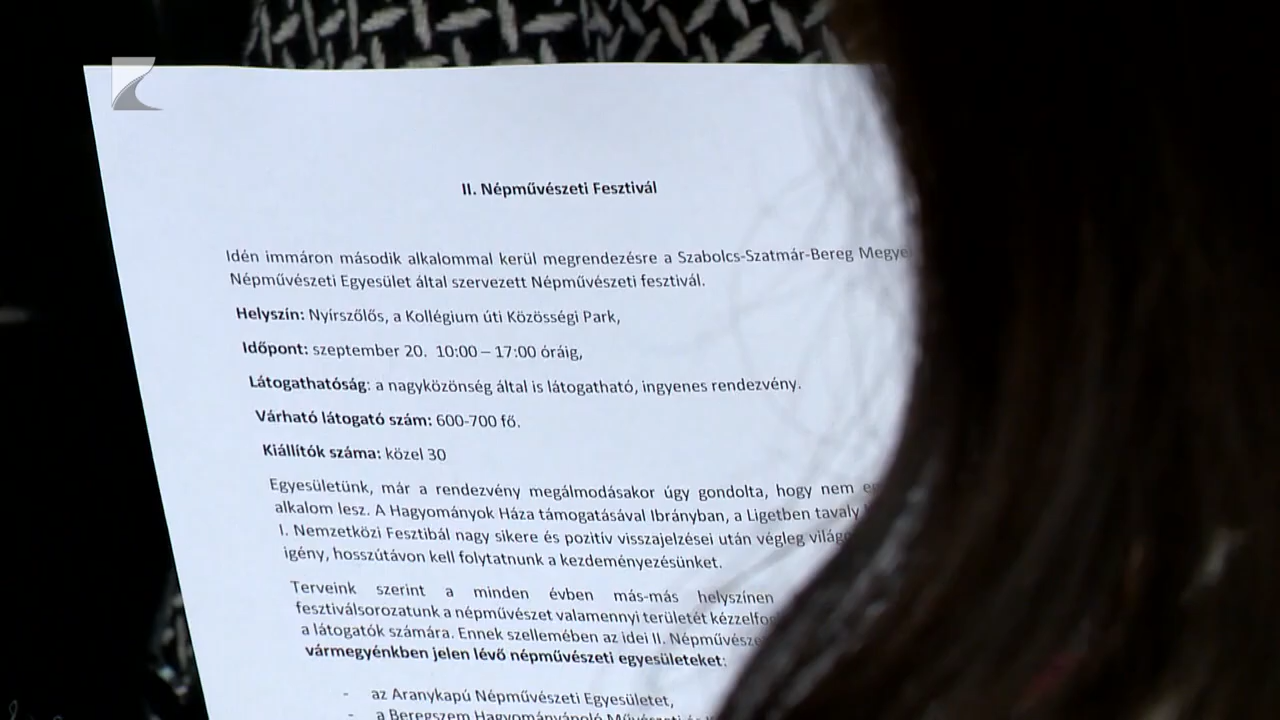 II. Népművészeti Fesztivál
Idén immáron második alkalommal kerül megrendezésre a Szabolcs-Szatmár-Bereg Megyei
Népművészeti Egyesület által szervezett Népművészeti fesztivál.
Helyszín: Nyírszőlős, a Kollégium úti Közösségi Park,
Időpont: szeptember 20. 10:00 – 17:00 óráig,
Látogathatóság: a nagyközönség által is látogatható, ingyenes rendezvény.
Várható látogató szám: 600-700 fő.
Kiállítók száma: közel 30
Egyesületünk, már a rendezvény megálmodásakor úgy gondolta, hogy nem
alkalom lesz. A Hagyományok Háza támogatásával Ibrányban, a Ligetben tavaly
I. Nemzetközi Fesztibál nagy sikere és pozitív visszajelzései után végleg
igény, hosszútávon kell folytatnunk a kezdeményezésünket.
Terveink szerint a minden évben más-más helyszínen
fesztiválsorozatunk a népművészet valamennyi területét
a látogatók számára. Ennek szellemében az idei II.
vármegyénkben jelen lévő népművészeti egyesületeket:
- az Aranykapú Népművészeti Egyesületet,
- a Beregszem Hagyományápoló